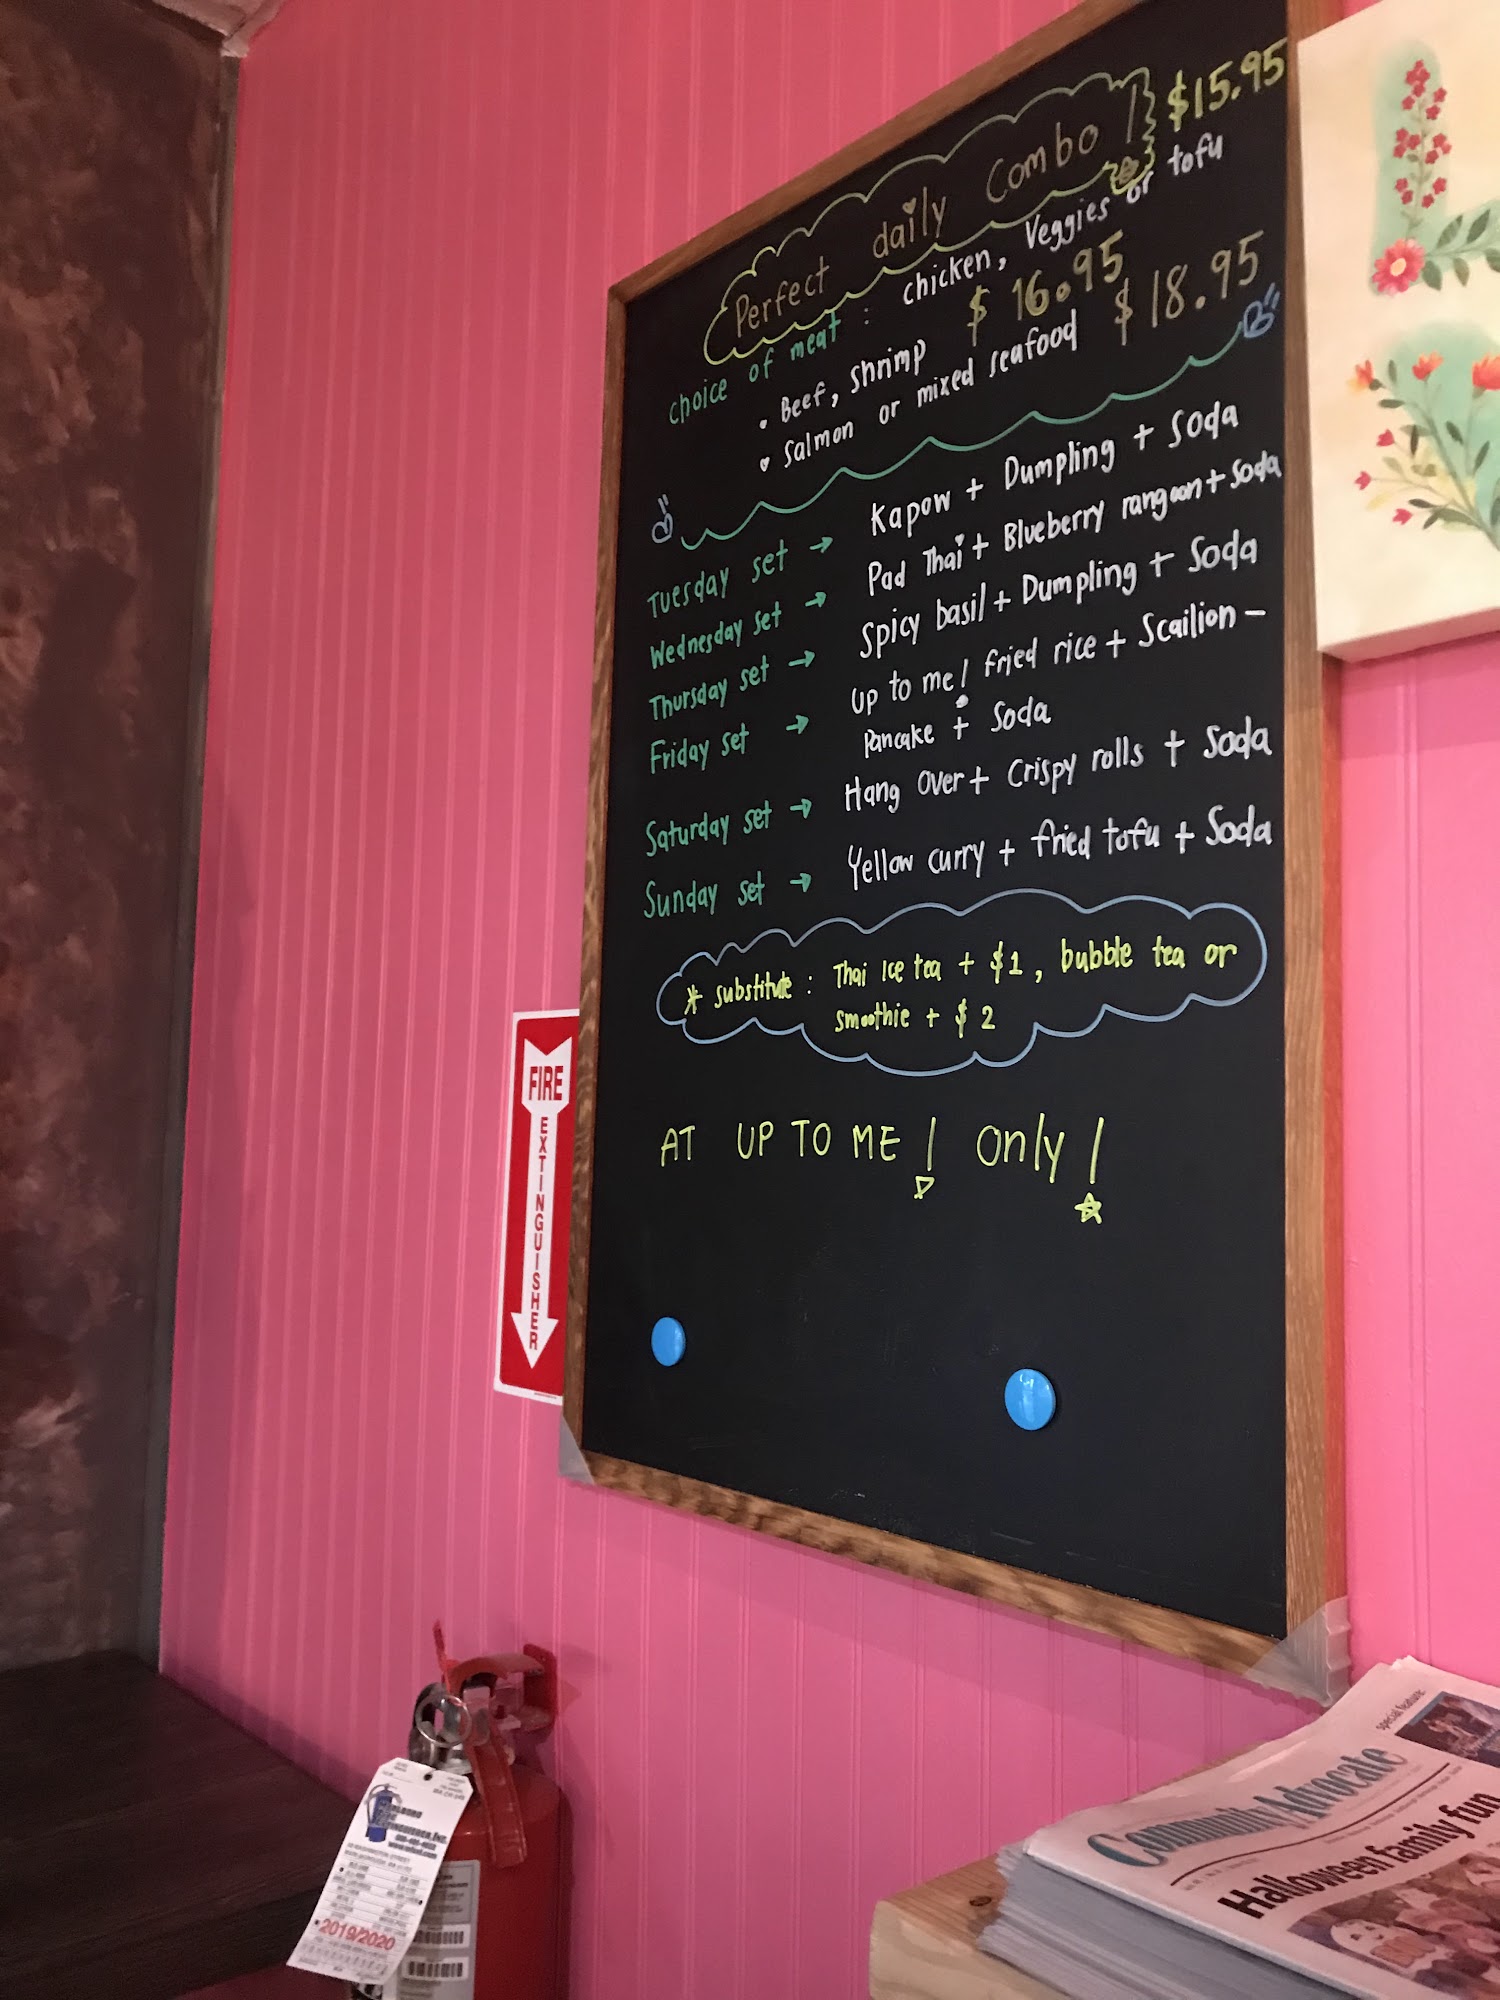 Perfect daily Combo! $15.95
choice of meat : chicken, Veggies or tofu
• Beef, shrimp $16.95
• Salmon or mixed seafood $18.95
Tuesday set → Kapow + Dumpling + Soda
Wednesday set → Pad Thai + Blueberry rangoon + Soda
Thursday set → Spicy basil + Dumpling + Soda
Friday set → Up to me! fried rice + Scailion-
Pancake + Soda
Saturday set → Hang Over + Crispy rolls + Soda
Sunday set → Yellow curry + fried tofu + Soda
* substitute : Thai Ice tea + $1, bubble tea or
smoothie + $2
AT UP TO ME! only!
FIRE
EXTINGUISHER
2019/2020
special feature:
Community Advocate
Halloween family fun